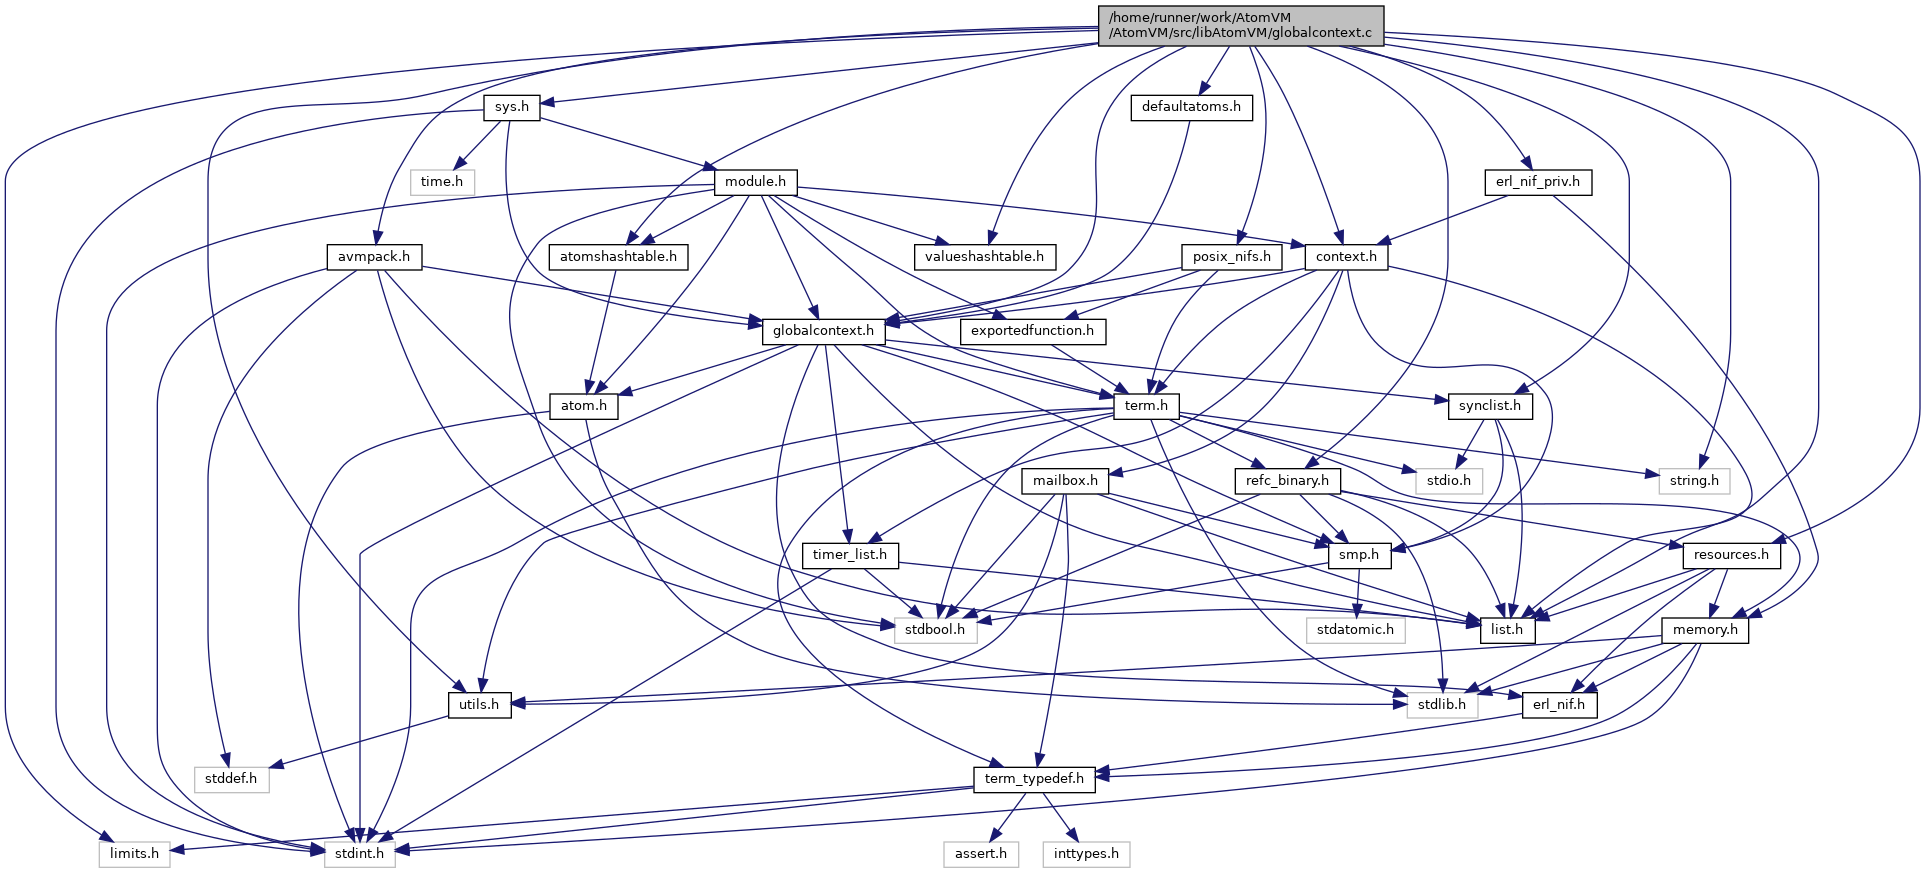 /home/runner/work/AtomVM
/AtomVM/src/libAtomVM/globalcontext.c
sys.h
defaultatoms.h
time.h
module.h
erl_nif_priv.h
avmpack.h
atomshashtable.h
valueshashtable.h
posix_nifs.h
context.h
globalcontext.h
exportedfunction.h
atom.h
term.h
synclist.h
mailbox.h
refc_binary.h
stdio.h
string.h
timer_list.h
smp.h
resources.h
stdbool.h
stdatomic.h
list.h
memory.h
utils.h
stdlib.h
erl_nif.h
stddef.h
term_typedef.h
limits.h
stdint.h
assert.h
inttypes.h